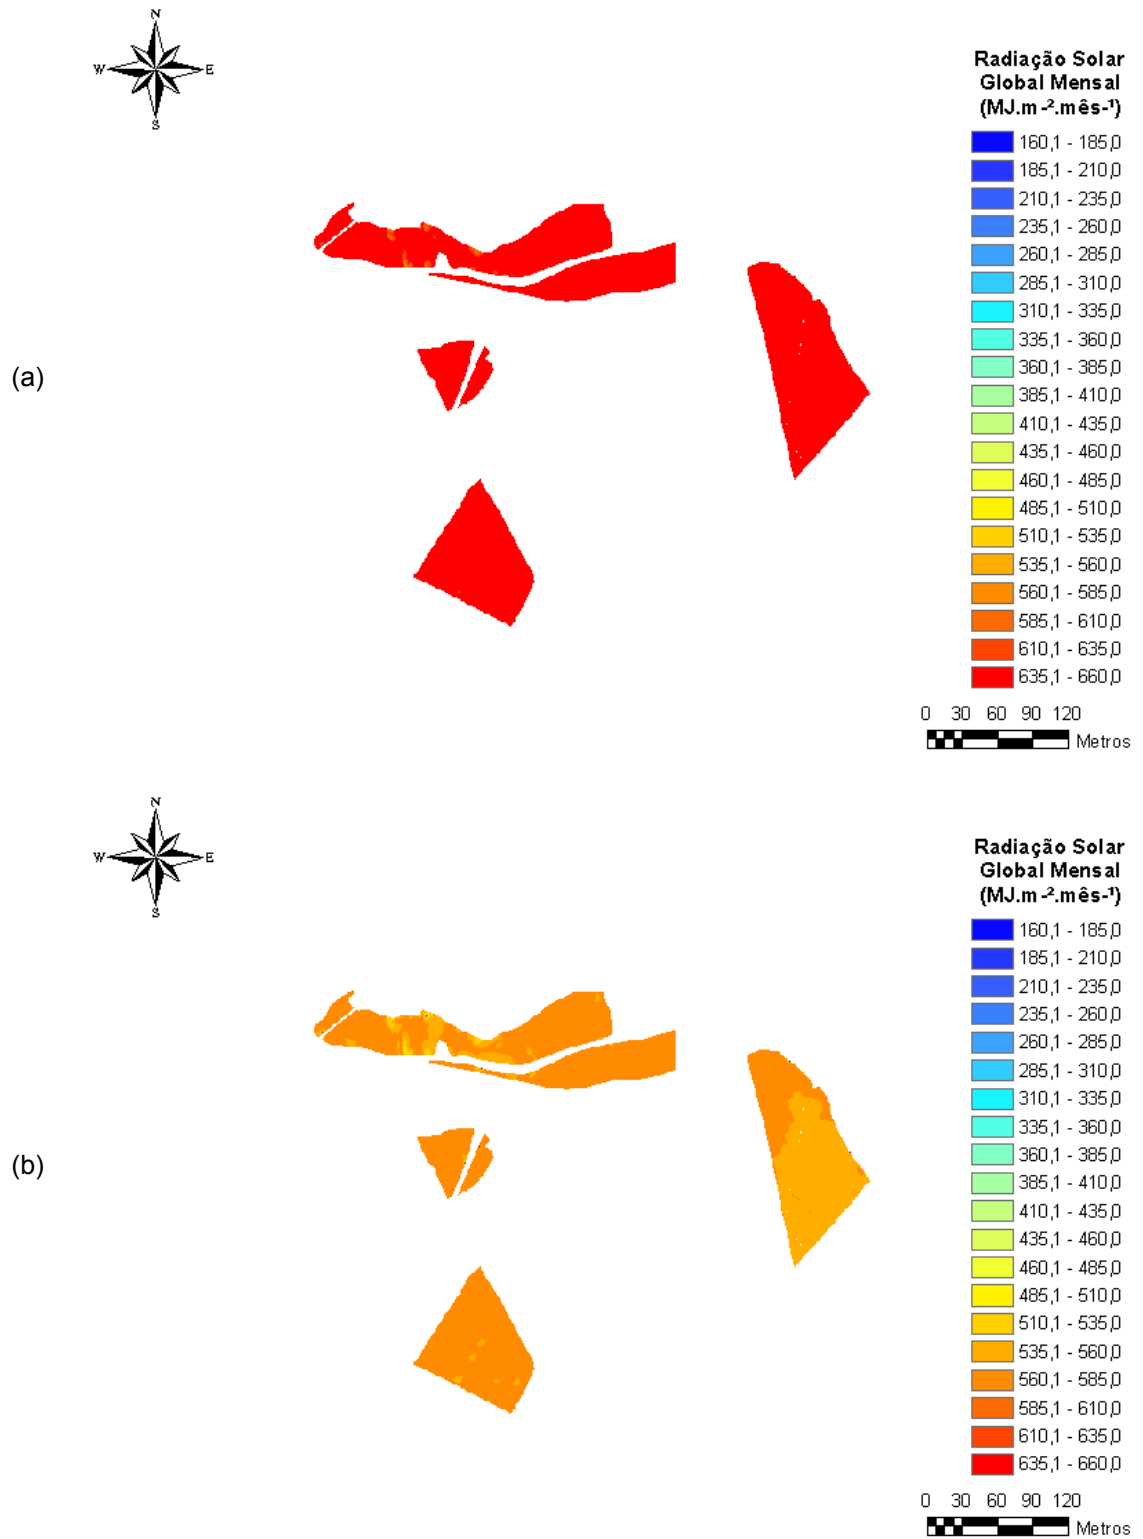 N
W E
S
Radiação Solar
Global Mensal
(MJ.m-².mês-¹)
160,1 - 185,0
185,1 - 210,0
210,1 - 235,0
235,1 - 260,0
260,1 - 285,0
285,1 - 310,0
310,1 - 335,0
335,1 - 360,0
360,1 - 385,0
385,1 - 410,0
410,1 - 435,0
435,1 - 460,0
460,1 - 485,0
485,1 - 510,0
510,1 - 535,0
535,1 - 560,0
560,1 - 585,0
585,1 - 610,0
610,1 - 635,0
635,1 - 660,0
(a)
0 30 60 90 120
Metros
N
W E
S
Radiação Solar
Global Mensal
(MJ.m-².mês-¹)
160,1 - 185,0
185,1 - 210,0
210,1 - 235,0
235,1 - 260,0
260,1 - 285,0
285,1 - 310,0
310,1 - 335,0
335,1 - 360,0
360,1 - 385,0
385,1 - 410,0
410,1 - 435,0
435,1 - 460,0
460,1 - 485,0
485,1 - 510,0
510,1 - 535,0
535,1 - 560,0
560,1 - 585,0
585,1 - 610,0
610,1 - 635,0
635,1 - 660,0
(b)
0 30 60 90 120
Metros